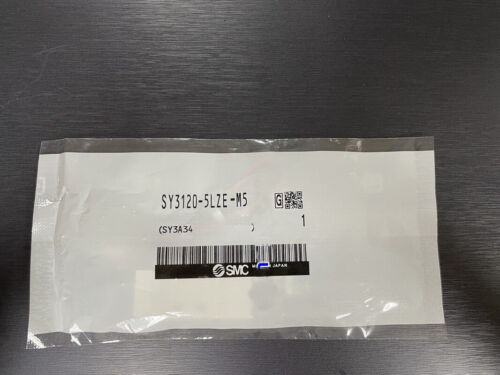 SY3120-5LZE-M5
G
(SY3A34 )
1
SMC
JAPAN